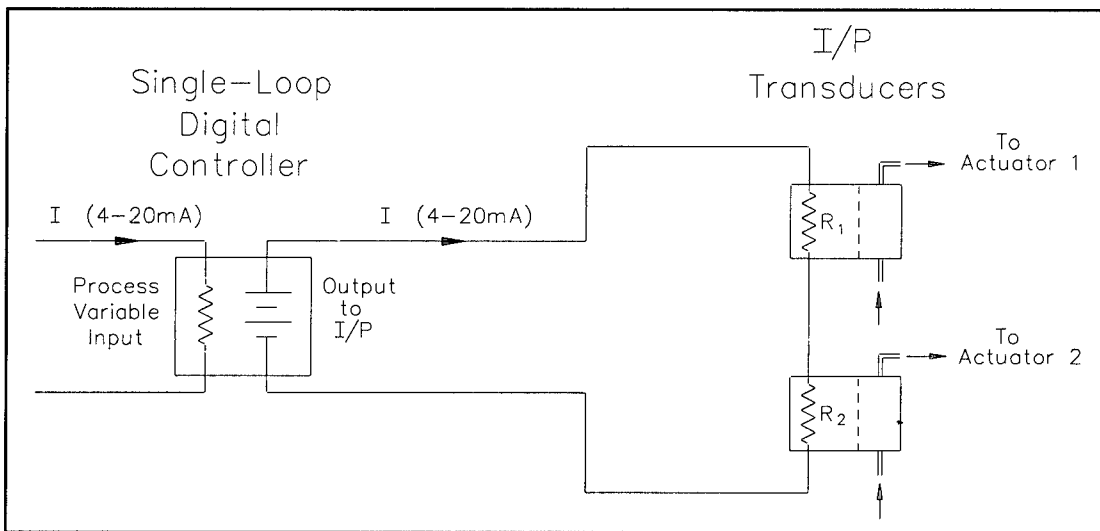 I/P
Transducers
Single-Loop
Digital
Controller
To
Actuator 1
I (4-20mA)
I (4-20mA)
R1
Process
Variable
Input
Output
to
I/P
To
Actuator 2
R2